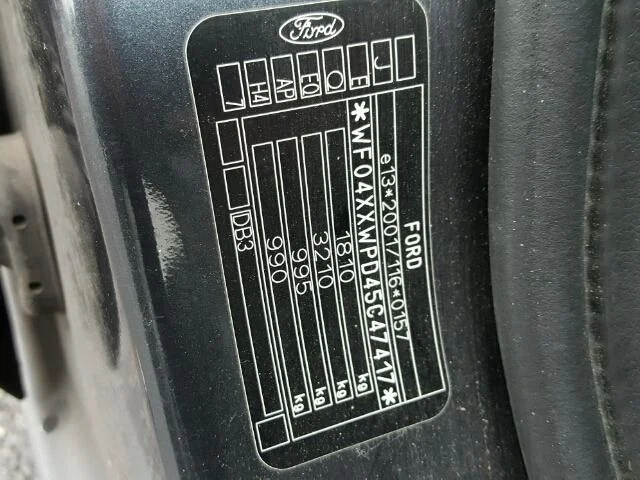 Ford
FORD
e13*2001/116*0157
*WF04XXWPD45C47417*
1810 kg
3210 kg
995 kg
990 kg
J
E
Q
EQ
AP
H4
7
DB3